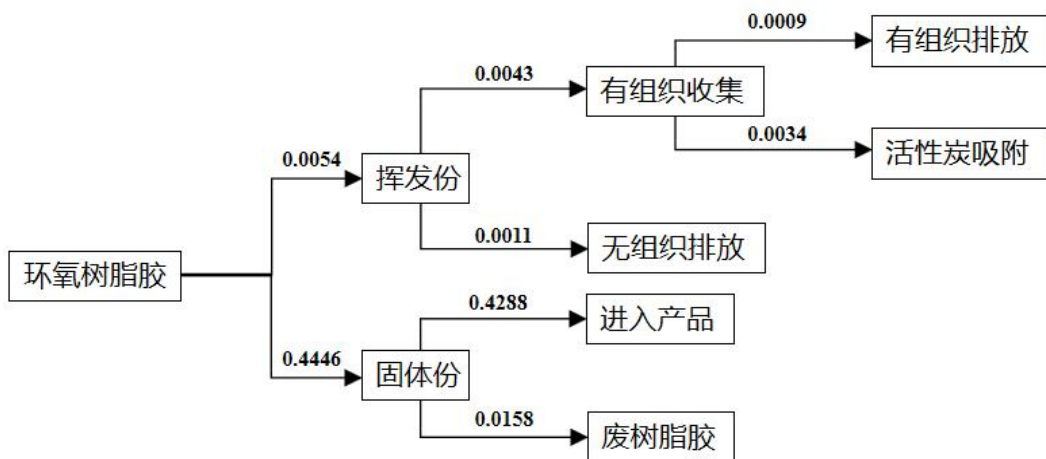 0.0009
有组织排放
0.0043
有组织收集
0.0034
活性炭吸附
0.0054
挥发份
0.0011
无组织排放
环氧树脂胶
0.4288
进入产品
0.4446
固体份
0.0158
废树脂胶